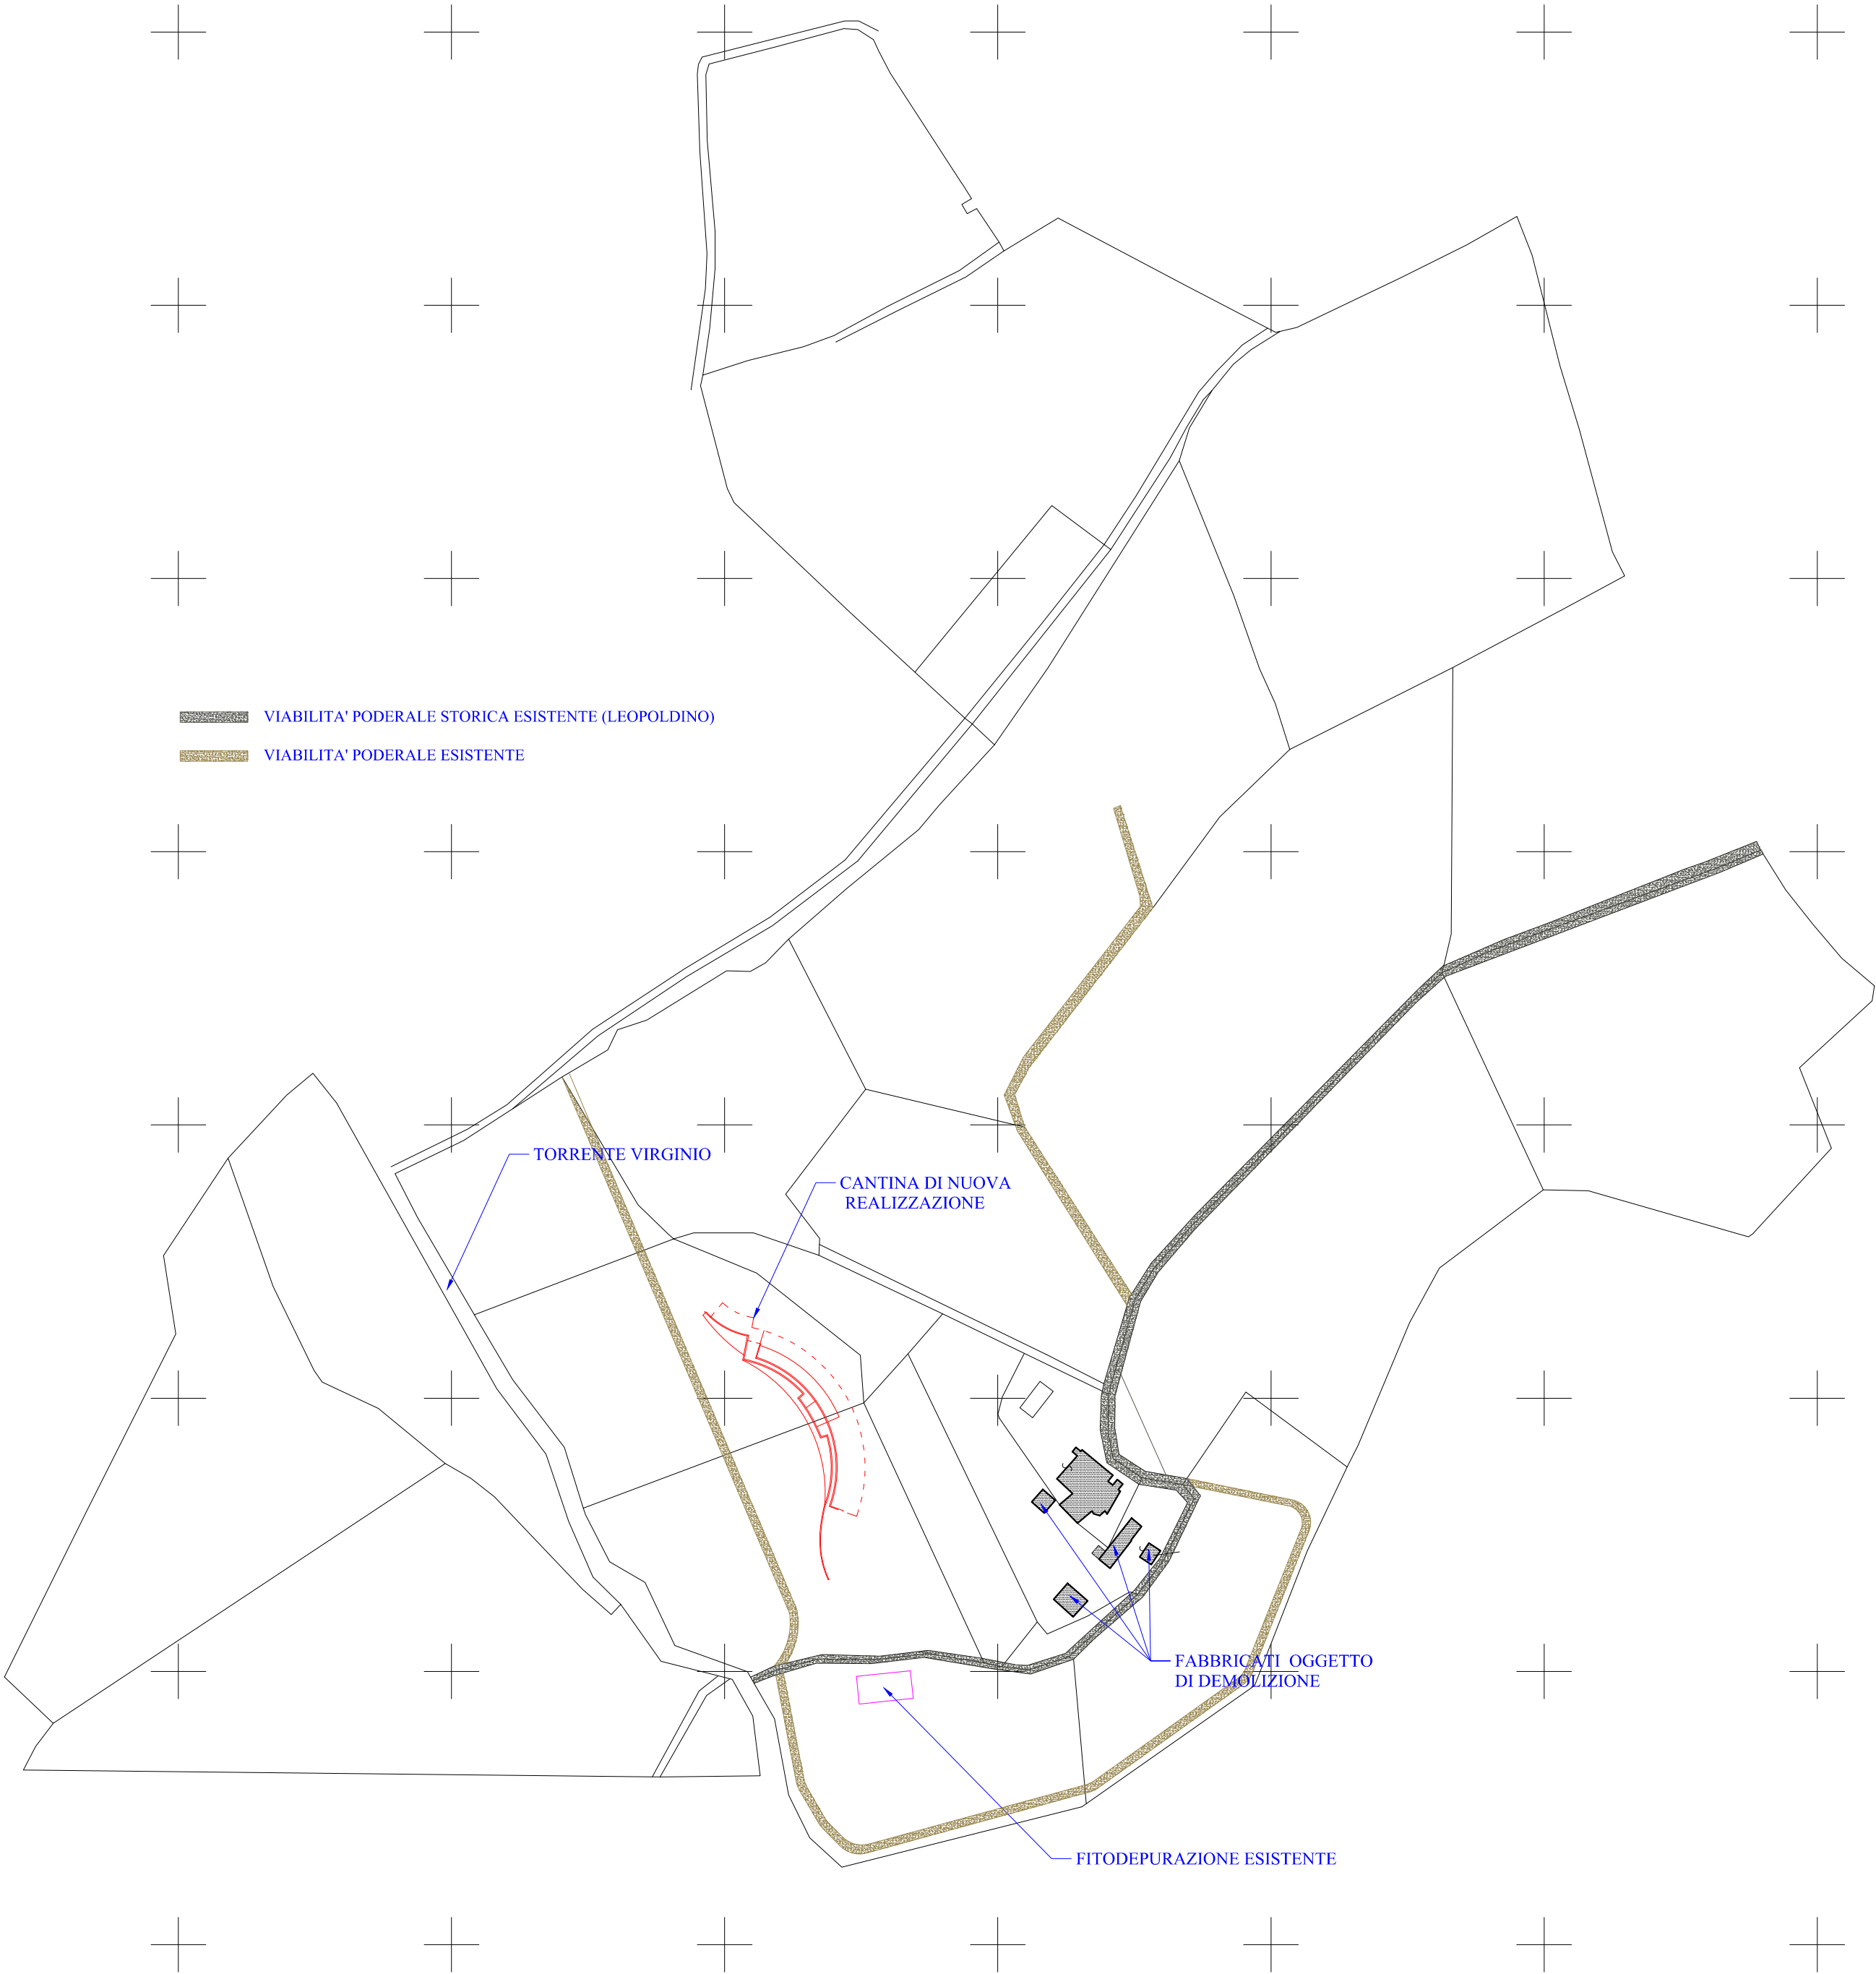 VIABILITA' PODERALE STORICA ESISTENTE (LEOPOLDINO)
VIABILITA' PODERALE ESISTENTE
TORRENTE VIRGINIO
CANTINA DI NUOVA
REALIZZAZIONE
FABBRICATI OGGETTO
DI DEMOLIZIONE
FITODEPURAZIONE ESISTENTE